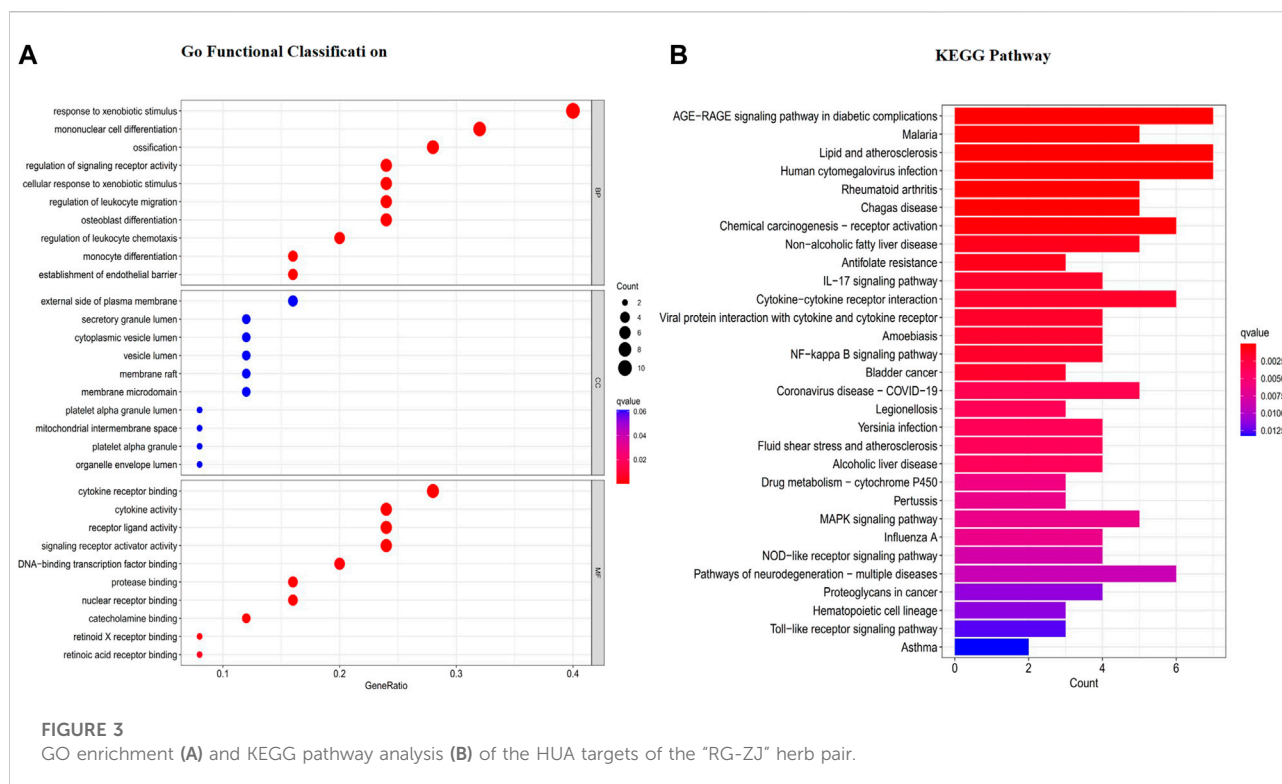 A
Go Functional Classificati on
response to xenobiotic stimulus
mononuclear cell differentiation
ossification
regulation of signaling receptor activity
cellular response to xenobiotic stimulus
regulation of leukocyte migration
osteoblast differentiation
regulation of leukocyte chemotaxis
monocyte differentiation
establishment of endothelial barrier
BP
external side of plasma membrane
secretory granule lumen
cytoplasmic vesicle lumen
vesicle lumen
membrane raft
membrane microdomain
platelet alpha granule lumen
mitochondrial intermembrane space
platelet alpha granule
organelle envelope lumen
CC
cytokine receptor binding
cytokine activity
receptor ligand activity
signaling receptor activator activity
DNA-binding transcription factor binding
protease binding
nuclear receptor binding
catecholamine binding
retinoid X receptor binding
retinoic acid receptor binding
MF
0.1 0.2 0.3 0.4
GeneRatio
Count
2
4
6
8
10
qvalue
0.06
0.04
0.02
B
KEGG Pathway
AGE-RAGE signaling pathway in diabetic complications
Malaria
Lipid and atherosclerosis
Human cytomegalovirus infection
Rheumatoid arthritis
Chagas disease
Chemical carcinogenesis - receptor activation
Non-alcoholic fatty liver disease
Antifolate resistance
IL-17 signaling pathway
Cytokine-cytokine receptor interaction
Viral protein interaction with cytokine and cytokine receptor
Amoebiasis
NF-kappa B signaling pathway
Bladder cancer
Coronavirus disease - COVID-19
Legionellosis
Yersinia infection
Fluid shear stress and atherosclerosis
Alcoholic liver disease
Drug metabolism - cytochrome P450
Pertussis
MAPK signaling pathway
Influenza A
NOD-like receptor signaling pathway
Pathways of neurodegeneration - multiple diseases
Proteoglycans in cancer
Hematopoietic cell lineage
Toll-like receptor signaling pathway
Asthma
0 2 4 6
Count
qvalue
0.0025
0.0050
0.0075
0.0100
0.0125
FIGURE 3
GO enrichment (A) and KEGG pathway analysis (B) of the HUA targets of the "RG-ZJ" herb pair.